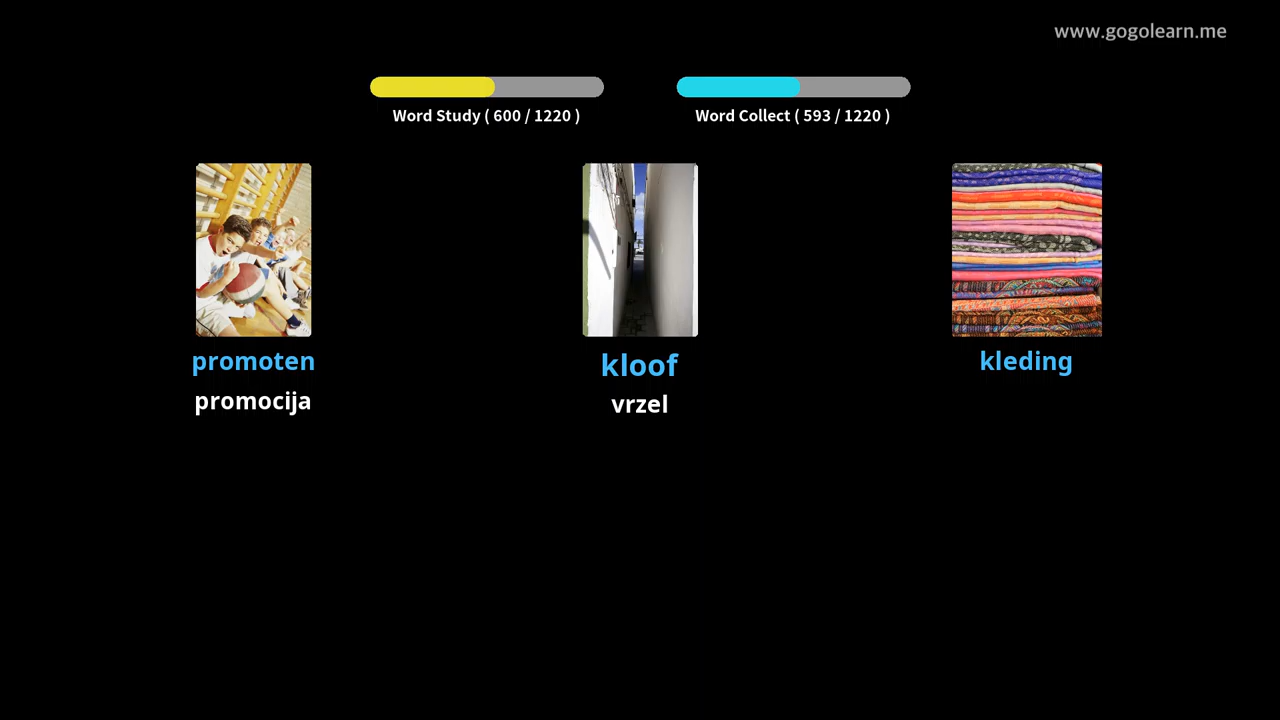 www.gogolearn.me
Word Study ( 600 / 1220 )
Word Collect ( 593 / 1220 )
promoten
promocija
kloof
vrzel
kleding